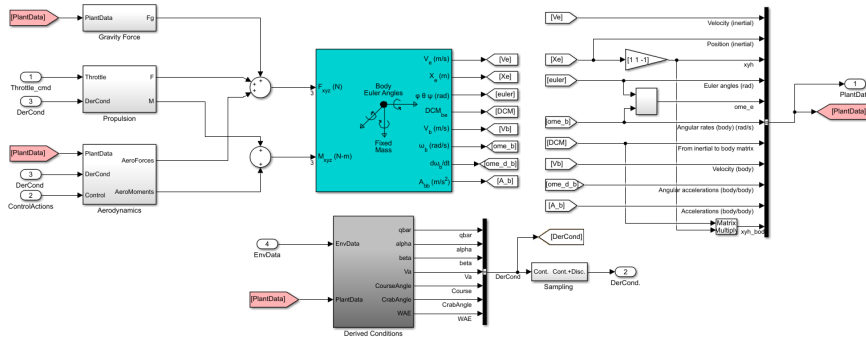 [PlantData]
PlantData
Fg
Gravity Force
1
Throttle_cmd
3
DerCond
Throttle
F
DerCond
M
Propulsion
[PlantData]
3
DerCond
2
ControlActions
PlantData
AeroForces
DerCond
AeroMoments
Control
Aerodynamics
3
F_xyz (N)
3
M_xyz (N-m)
Body
Euler Angles
Fixed
Mass
V_e (m/s)
X_e (m)
φ θ ψ (rad)
DCM_be
V_b (m/s)
ω_b (rad/s)
dω_b/dt
A_bb (m/s²)
[Ve]
[Xe]
[euler]
[DCM]
[Vb]
[ome_b]
[ome_d_b]
[A_b]
[Ve]
Velocity (inertial)
Position (inertial)
[Xe]
[1 1 -1]
xyh
[euler]
Euler angles (rad)
ome_e
[ome_b]
Angular rates (body) (rad/s)
[DCM]
From inertial to body matrix
[Vb]
Velocity (body)
[ome_d_b]
Angular accelerations (body/body)
[A_b]
Accelerations (body/body)
Matrix
Multiply
xyh_bod
1
PlantDat
[PlantData]
4
EnvData
[PlantData]
EnvData
PlantData
qbar
alpha
beta
Va
CourseAngle
CrabAngle
WAE
Derived Conditions
qbar
alpha
beta
Va
Course
CrabAngle
WAE
DerCond
[DerCond]
Cont. Cont.+Disc.
Sampling
2
DerCond.